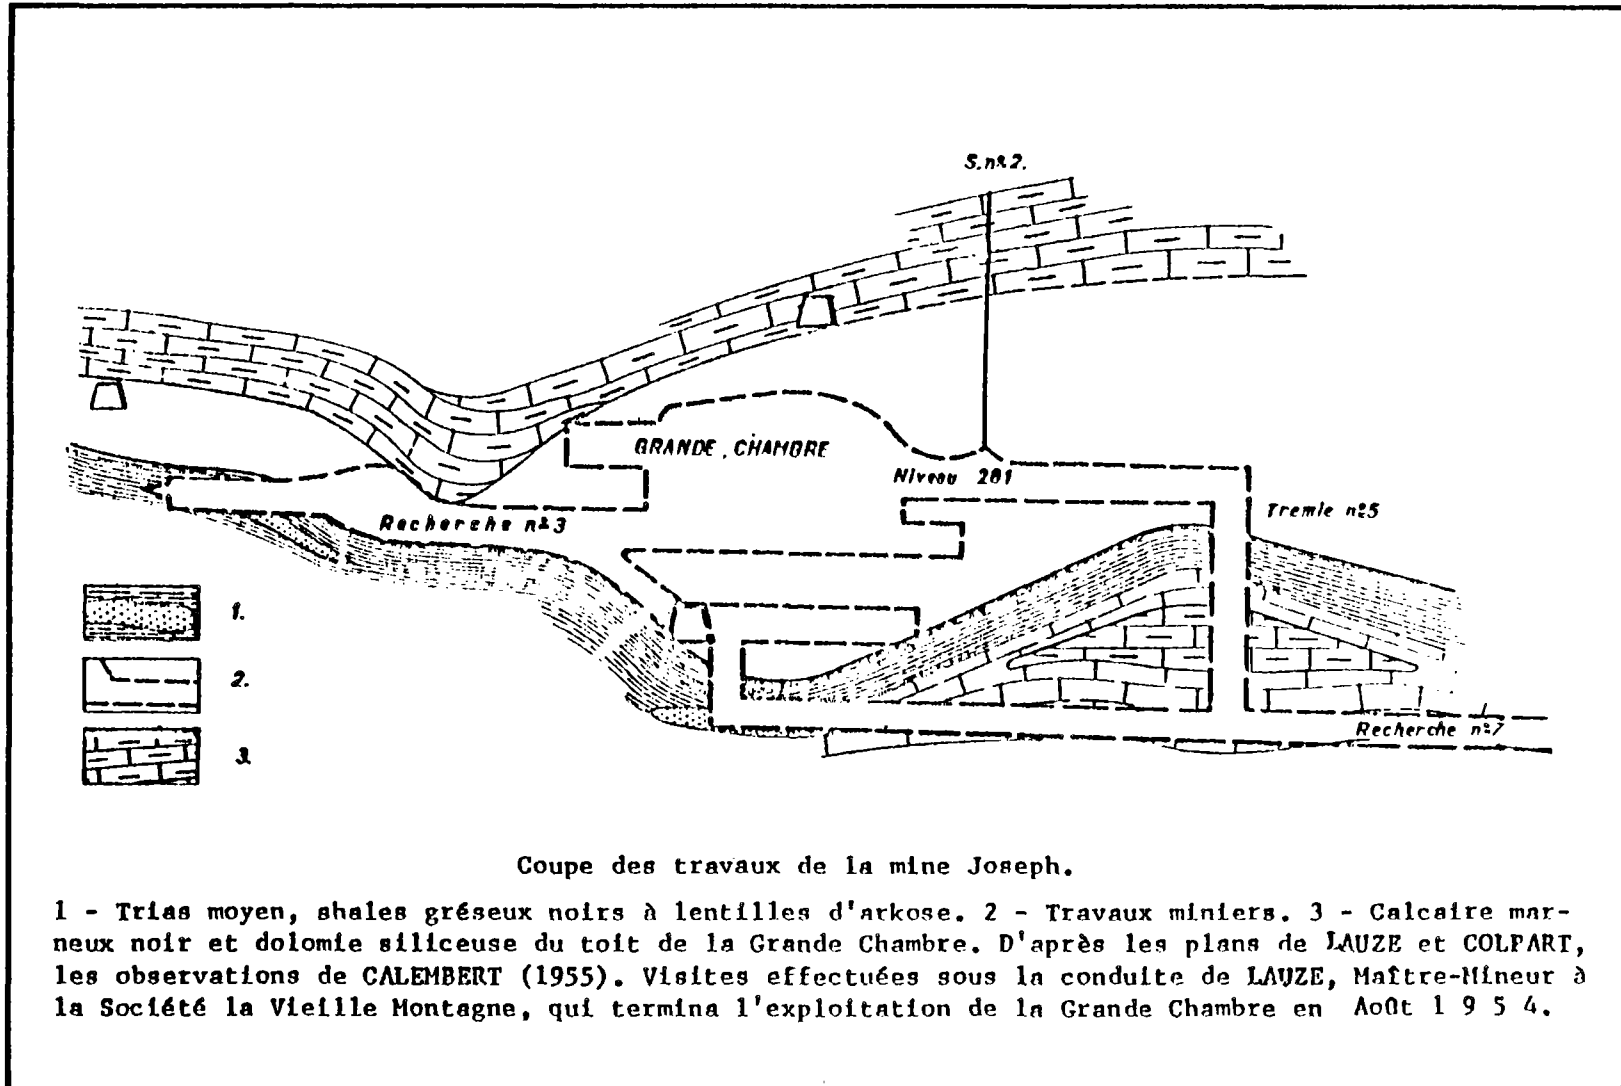 S.nº2.
GRANDE CHAMBRE
Niveau 281
Tremie nº5
Recherche nº3
1.
2.
3.
Recherche nº7
Coupe des travaux de la mine Joseph.
1 - Trias moyen, shales gréseux noirs à lentilles d'arkose. 2 - Travaux miniers. 3 - Calcaire mar-
neux noir et dolomie siliceuse du toit de la Grande Chambre. D'après les plans de LAUZE et COLPART,
les observations de CALEMBERT (1955). Visites effectuées sous la conduite de LAUZE, Maître-Mineur à
la Société la Vieille Montagne, qui termina l'exploitation de la Grande Chambre en Août 1 9 5 4.